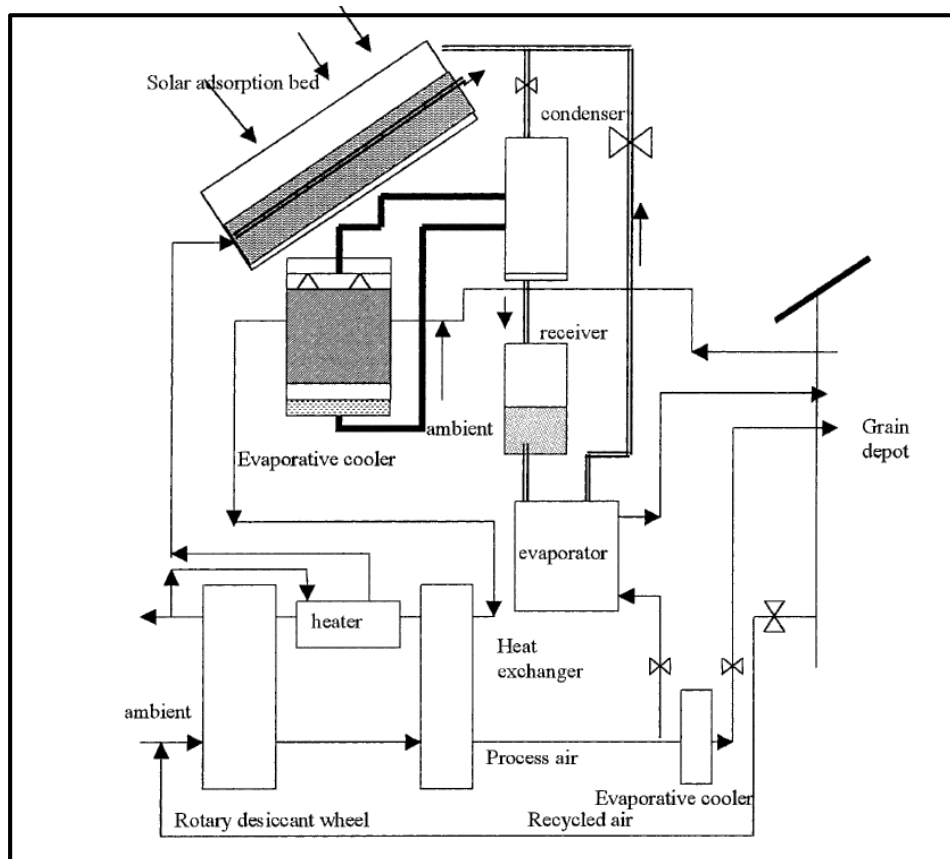 Solar adsorption bed
condenser
receiver
ambient
Evaporative cooler
Grain
depot
evaporator
heater
Heat
exchanger
ambient
Process air
Evaporative cooler
Rotary desiccant wheel
Recycled air